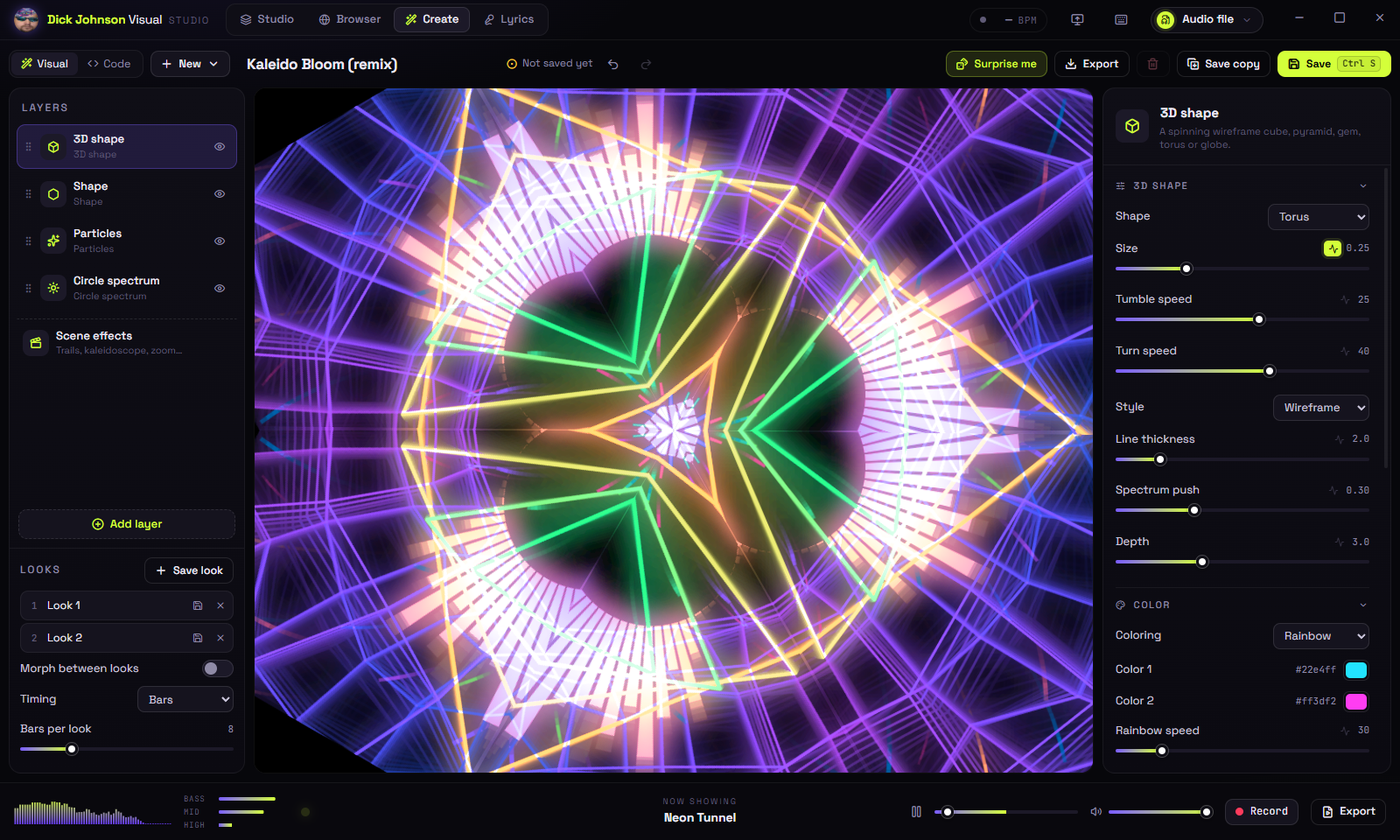 Dick Johnson Visual STUDIO
Studio
Browser
Create
Lyrics
— BPM
Audio file
Visual
Code
New
Kaleido Bloom (remix)
Not saved yet
Surprise me
Export
Save copy
Save Ctrl S
LAYERS
3D shape
3D shape
Shape
Shape
Particles
Particles
Circle spectrum
Circle spectrum
Scene effects
Trails, kaleidoscope, zoom...
Add layer
LOOKS
Save look
1 Look 1
2 Look 2
Morph between looks
Timing Bars
Bars per look 8
3D shape
A spinning wireframe cube, pyramid, gem,
torus or globe.
3D SHAPE
Shape Torus
Size 0.25
Tumble speed 25
Turn speed 40
Style Wireframe
Line thickness 2.0
Spectrum push 0.30
Depth 3.0
COLOR
Coloring Rainbow
Color 1 #22e4ff
Color 2 #ff3df2
Rainbow speed 30
BASS
MID
HIGH
NOW SHOWING
Neon Tunnel
Record
Export